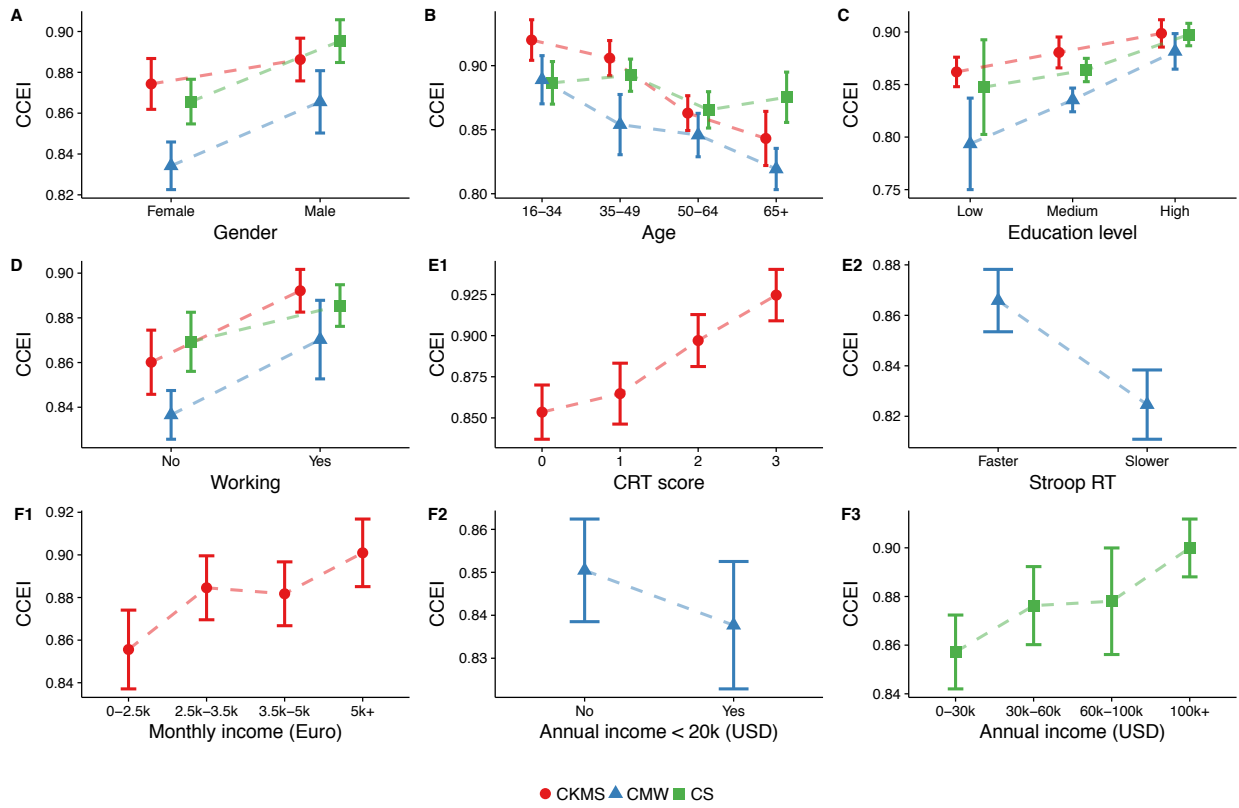 A
0.90
0.88
0.86
0.84
0.82
CCEI
Female
Male
Gender
B
0.90
0.85
0.80
CCEI
16–34
35–49
50–64
65+
Age
C
0.90
0.85
0.80
0.75
CCEI
Low
Medium
High
Education level
D
0.90
0.88
0.86
0.84
CCEI
No
Yes
Working
E1
0.925
0.900
0.875
0.850
CCEI
0
1
2
3
CRT score
E2
0.88
0.86
0.84
0.82
CCEI
Faster
Slower
Stroop RT
F1
0.92
0.90
0.88
0.86
0.84
CCEI
0–2.5k
2.5k–3.5k
3.5k–5k
5k+
Monthly income (Euro)
F2
0.86
0.85
0.84
0.83
CCEI
No
Yes
Annual income < 20k (USD)
F3
0.90
0.88
0.86
0.84
CCEI
0–30k
30k–60k
60k–100k
100k+
Annual income (USD)
CKMS CMW CS